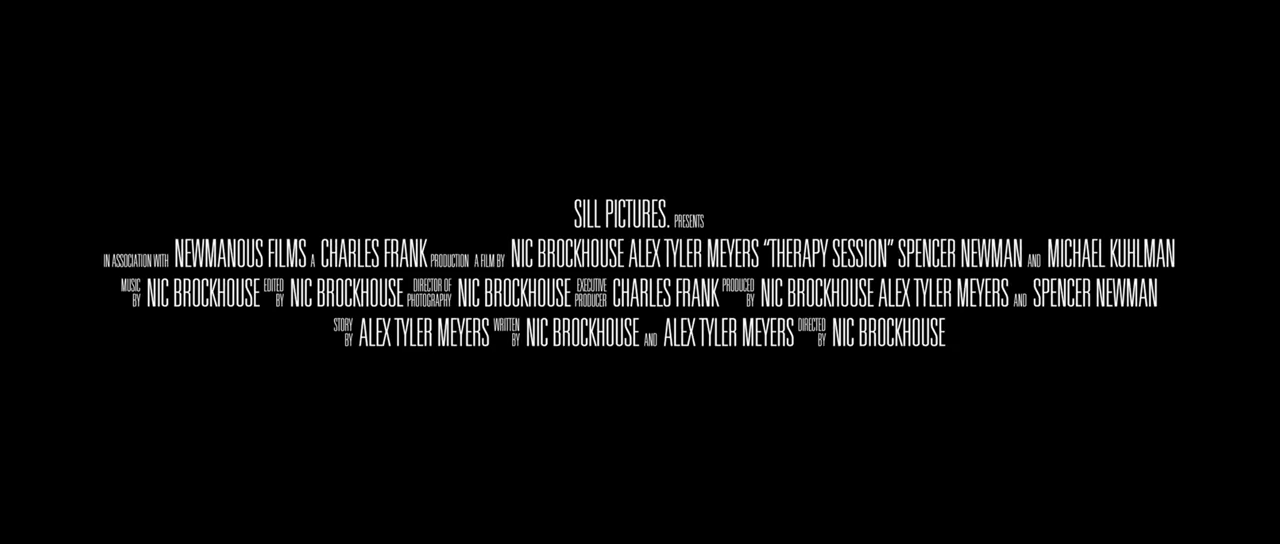 SILL PICTURES. PRESENTS
IN ASSOCIATION WITH NEWMANOUS FILMS A CHARLES FRANK PRODUCTION A FILM BY NIC BROCKHOUSE ALEX TYLER MEYERS “THERAPY SESSION” SPENCER NEWMAN AND MICHAEL KUHLMAN
MUSIC BY NIC BROCKHOUSE EDITED BY NIC BROCKHOUSE DIRECTOR OF PHOTOGRAPHY NIC BROCKHOUSE EXECUTIVE PRODUCER CHARLES FRANK PRODUCED BY NIC BROCKHOUSE ALEX TYLER MEYERS AND SPENCER NEWMAN
STORY BY ALEX TYLER MEYERS WRITTEN BY NIC BROCKHOUSE AND ALEX TYLER MEYERS DIRECTED BY NIC BROCKHOUSE